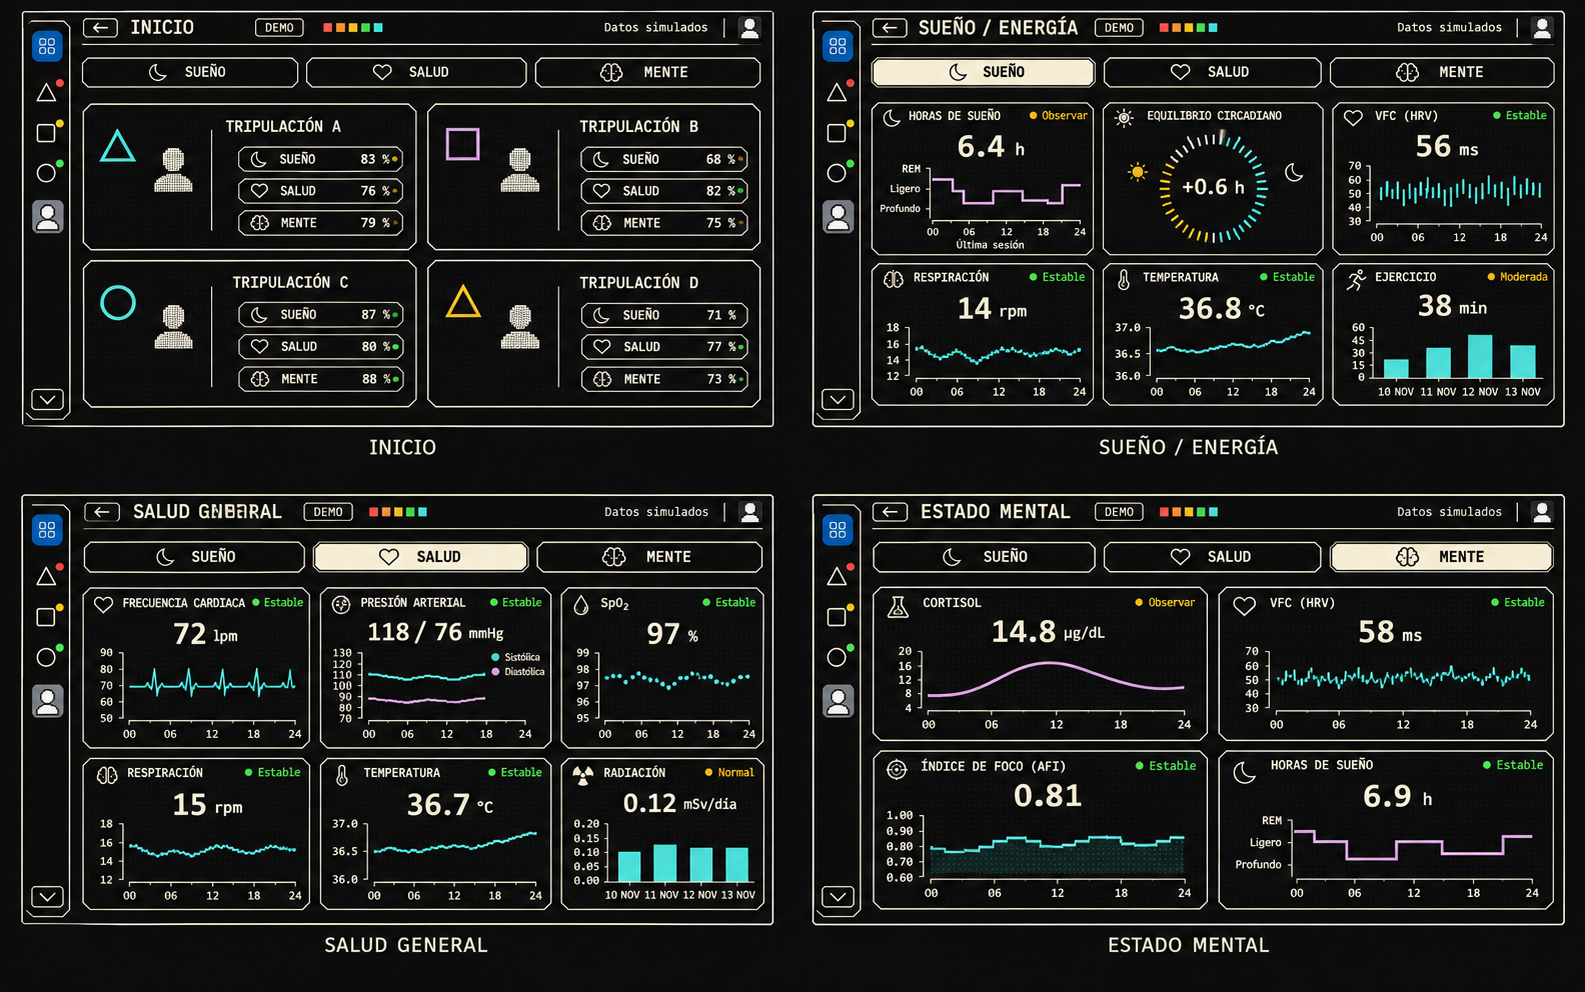 INICIO
DEMO
Datos simulados
SUEÑO
SALUD
MENTE
TRIPULACIÓN A
SUEÑO 83 %
SALUD 76 %
MENTE 79 %
TRIPULACIÓN B
SUEÑO 68 %
SALUD 82 %
MENTE 75 %
TRIPULACIÓN C
SUEÑO 87 %
SALUD 80 %
MENTE 88 %
TRIPULACIÓN D
SUEÑO 71 %
SALUD 77 %
MENTE 73 %
INICIO
SUEÑO / ENERGÍA
DEMO
Datos simulados
SUEÑO
SALUD
MENTE
HORAS DE SUEÑO
Observar
6.4 h
REM
Ligero
Profundo
00 06 12 18 24
Última sesión
EQUILIBRIO CIRCADIANO
+0.6 h
VFC (HRV)
Estable
56 ms
70
60
50
40
30
00 06 12 18 24
RESPIRACIÓN
Estable
14 rpm
18
16
14
12
00 06 12 18 24
TEMPERATURA
Estable
36.8 °C
37.0
36.5
36.0
00 06 12 18 24
EJERCICIO
Moderada
38 min
60
45
30
15
0
10 NOV 11 NOV 12 NOV 13 NOV
SUEÑO / ENERGÍA
SALUD
DEMO
Datos simulados
SUEÑO
SALUD
MENTE
FRECUENCIA CARDIACA
Estable
72 lpm
90
80
70
60
50
00 06 12 18 24
PRESIÓN ARTERIAL
Estable
118 / 76 mmHg
Sistólica
Diastólica
130
120
110
100
90
80
70
00 06 12 18 24
SpO₂
Estable
97 %
99
98
97
96
95
00 06 12 18 24
RESPIRACIÓN
Estable
15 rpm
18
16
14
12
00 06 12 18 24
TEMPERATURA
Estable
36.7 °C
37.0
36.5
36.0
00 06 12 18 24
RADIACIÓN
Normal
0.12 mSv/día
0.20
0.15
0.10
0.05
0.00
10 NOV 11 NOV 12 NOV 13 NOV
SALUD GENERAL
ESTADO MENTAL
DEMO
Datos simulados
SUEÑO
SALUD
MENTE
CORTISOL
Observar
14.8 µg/dL
20
16
12
8
4
00 06 12 18 24
VFC (HRV)
Estable
58 ms
70
60
50
40
30
00 06 12 18 24
ÍNDICE DE FOCO (AFI)
Estable
0.81
1.00
0.90
0.80
0.70
0.60
00 06 12 18 24
HORAS DE SUEÑO
Estable
6.9 h
REM
Ligero
Profundo
00 06 12 18 24
ESTADO MENTAL